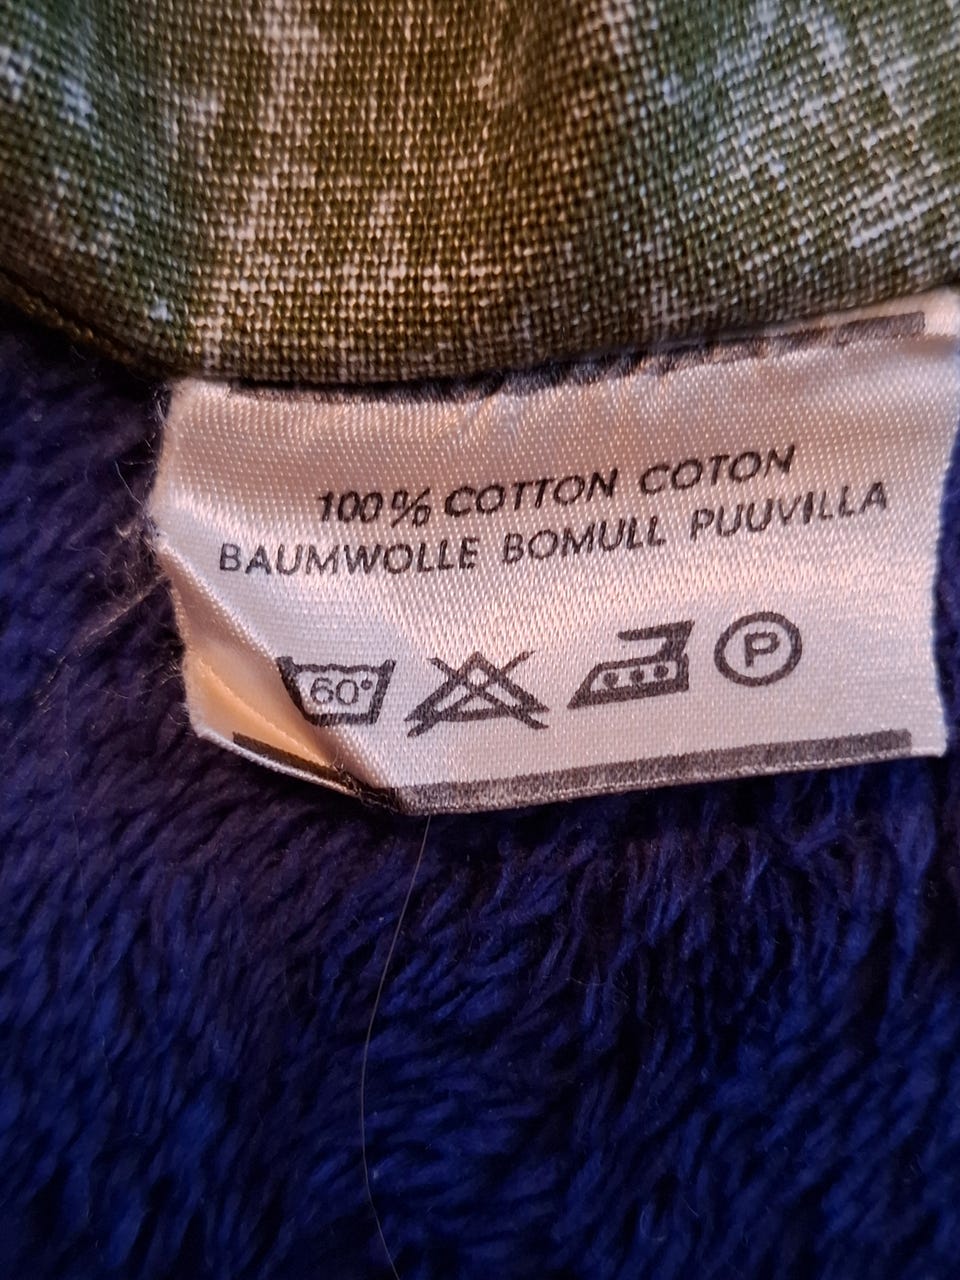 100% COTTON COTON
BAUMWOLLE BOMULL PUUVILLA
60° P